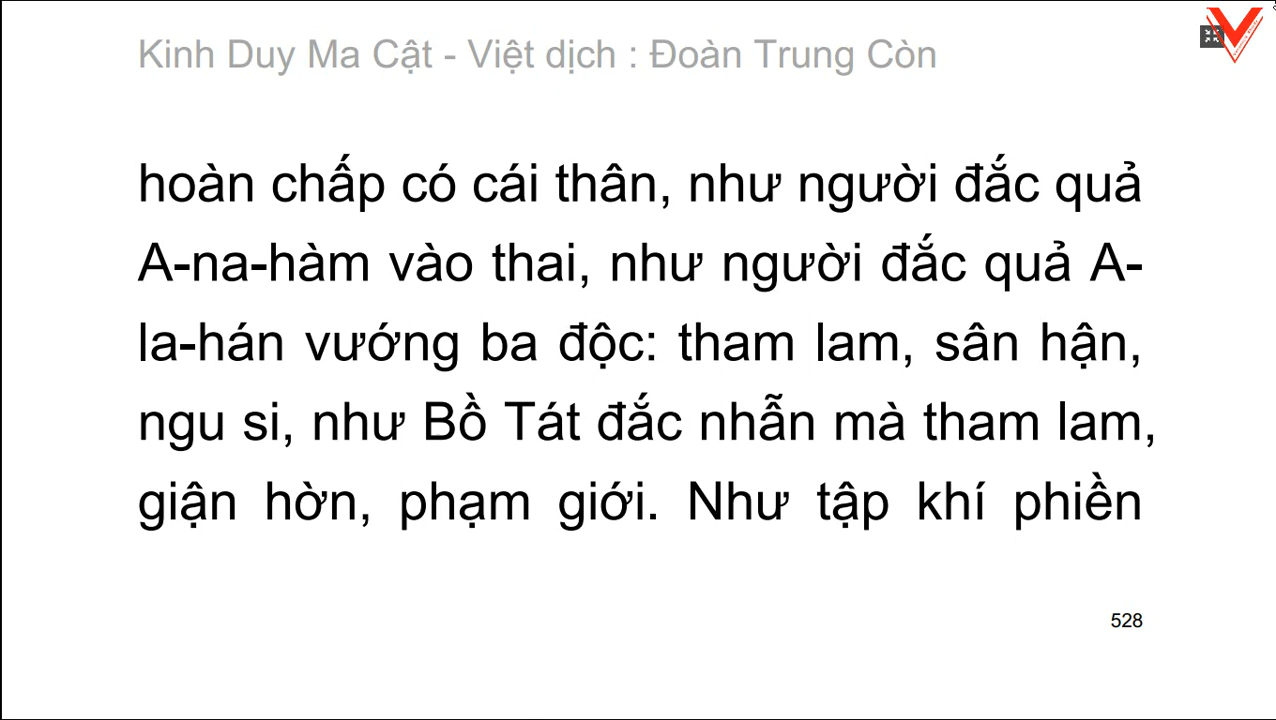 Kinh Duy Ma Cật - Việt dịch : Đoàn Trung Còn
hoàn chấp có cái thân, như người đắc quả
A-na-hàm vào thai, như người đắc quả A-
la-hán vướng ba độc: tham lam, sân hận,
ngu si, như Bồ Tát đắc nhẫn mà tham lam,
giận hờn, phạm giới. Như tập khí phiền
528